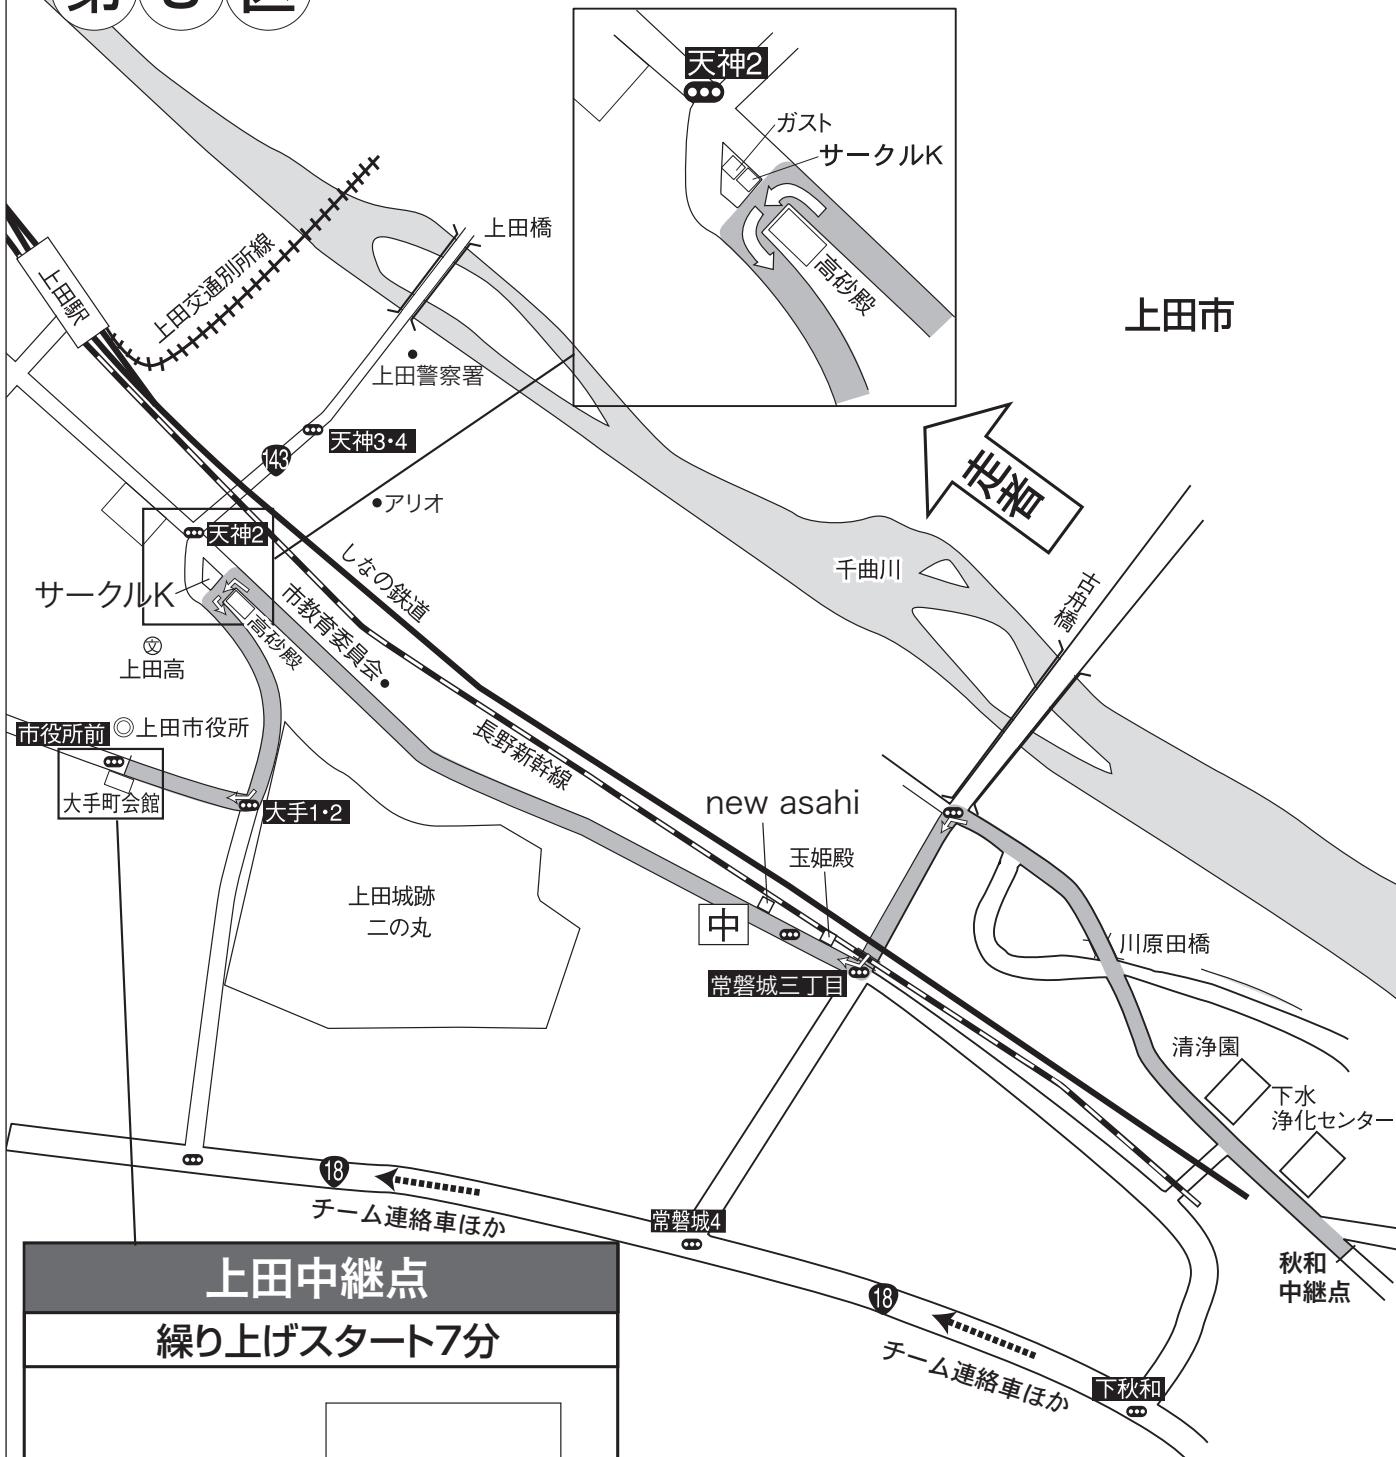 第
区
天神2
ガスト
サークルK
高砂殿
上田市
上田橋
上田交通別所線
上田駅
上田警察署
天神3・4
143
アリオ
走者
天神2
サークルK
高砂殿
市教育委員会
しなの鉄道
千曲川
古舟橋
文
上田高
市役所前
上田市役所
大手町会館
大手1・2
長野新幹線
new asahi
玉姫殿
上田城跡
二の丸
中
常磐城三丁目
川原田橋
清浄園
下水
浄化センター
18
チーム連絡車ほか
常磐城4
秋和
中継点
18
チーム連絡車ほか
下秋和
上田中継点
繰り上げスタート7分